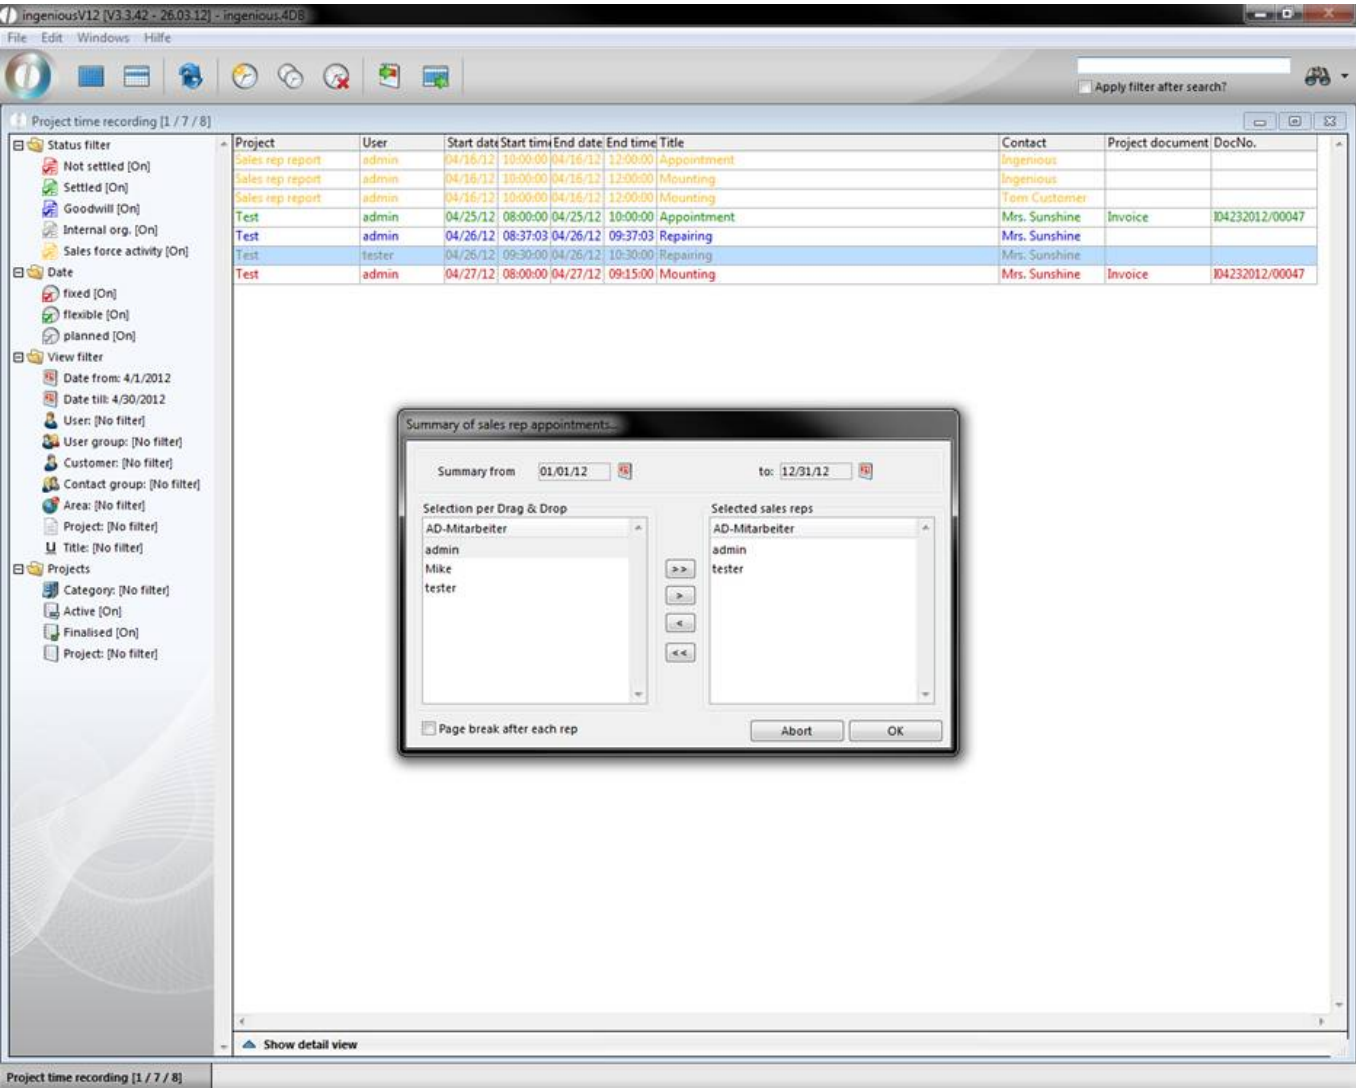 ingeniousV12 [V3.3.42 - 26.03.12] - ingenious.4DB
File Edit Windows Hilfe
Apply filter after search?
Project time recording [1 / 7 / 8]
Status filter
Not settled [On]
Settled [On]
Goodwill [On]
Internal org. [On]
Sales force activity [On]
Date
fixed [On]
flexible [On]
planned [On]
View filter
Date from: 4/1/2012
Date till: 4/30/2012
User: [No filter]
User group: [No filter]
Customer: [No filter]
Contact group: [No filter]
Area: [No filter]
Project: [No filter]
U Title: [No filter]
Projects
Category: [No filter]
Active [On]
Finalised [On]
Project: [No filter]
Project User Start date Start time End date End time Title Contact Project document DocNo.
Sales rep report admin 04/16/12 10:00:00 04/16/12 12:00:00 Appointment Ingenious
Sales rep report admin 04/16/12 10:00:00 04/16/12 12:00:00 Mounting Ingenious
Sales rep report admin 04/16/12 10:00:00 04/16/12 12:00:00 Mounting Tom Customer
Test admin 04/25/12 08:00:00 04/25/12 10:00:00 Appointment Mrs. Sunshine Invoice I04232012/00047
Test admin 04/26/12 08:37:03 04/26/12 09:37:03 Repairing Mrs. Sunshine
Test tester 04/26/12 09:30:00 04/26/12 10:30:00 Repairing Mrs. Sunshine
Test admin 04/27/12 08:00:00 04/27/12 09:15:00 Mounting Mrs. Sunshine Invoice I04232012/00047
Summary of sales rep appointments...
Summary from 01/01/12 to: 12/31/12
Selection per Drag & Drop
AD-Mitarbeiter
admin
Mike
tester
>>
>
<
<<
Selected sales reps
AD-Mitarbeiter
admin
tester
Page break after each rep
Abort OK
Show detail view
Project time recording [1 / 7 / 8]